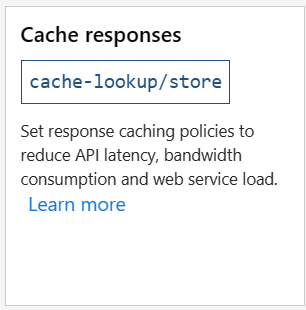 Cache responses
cache-lookup/store
Set response caching policies to
reduce API latency, bandwidth
consumption and web service load.
Learn more